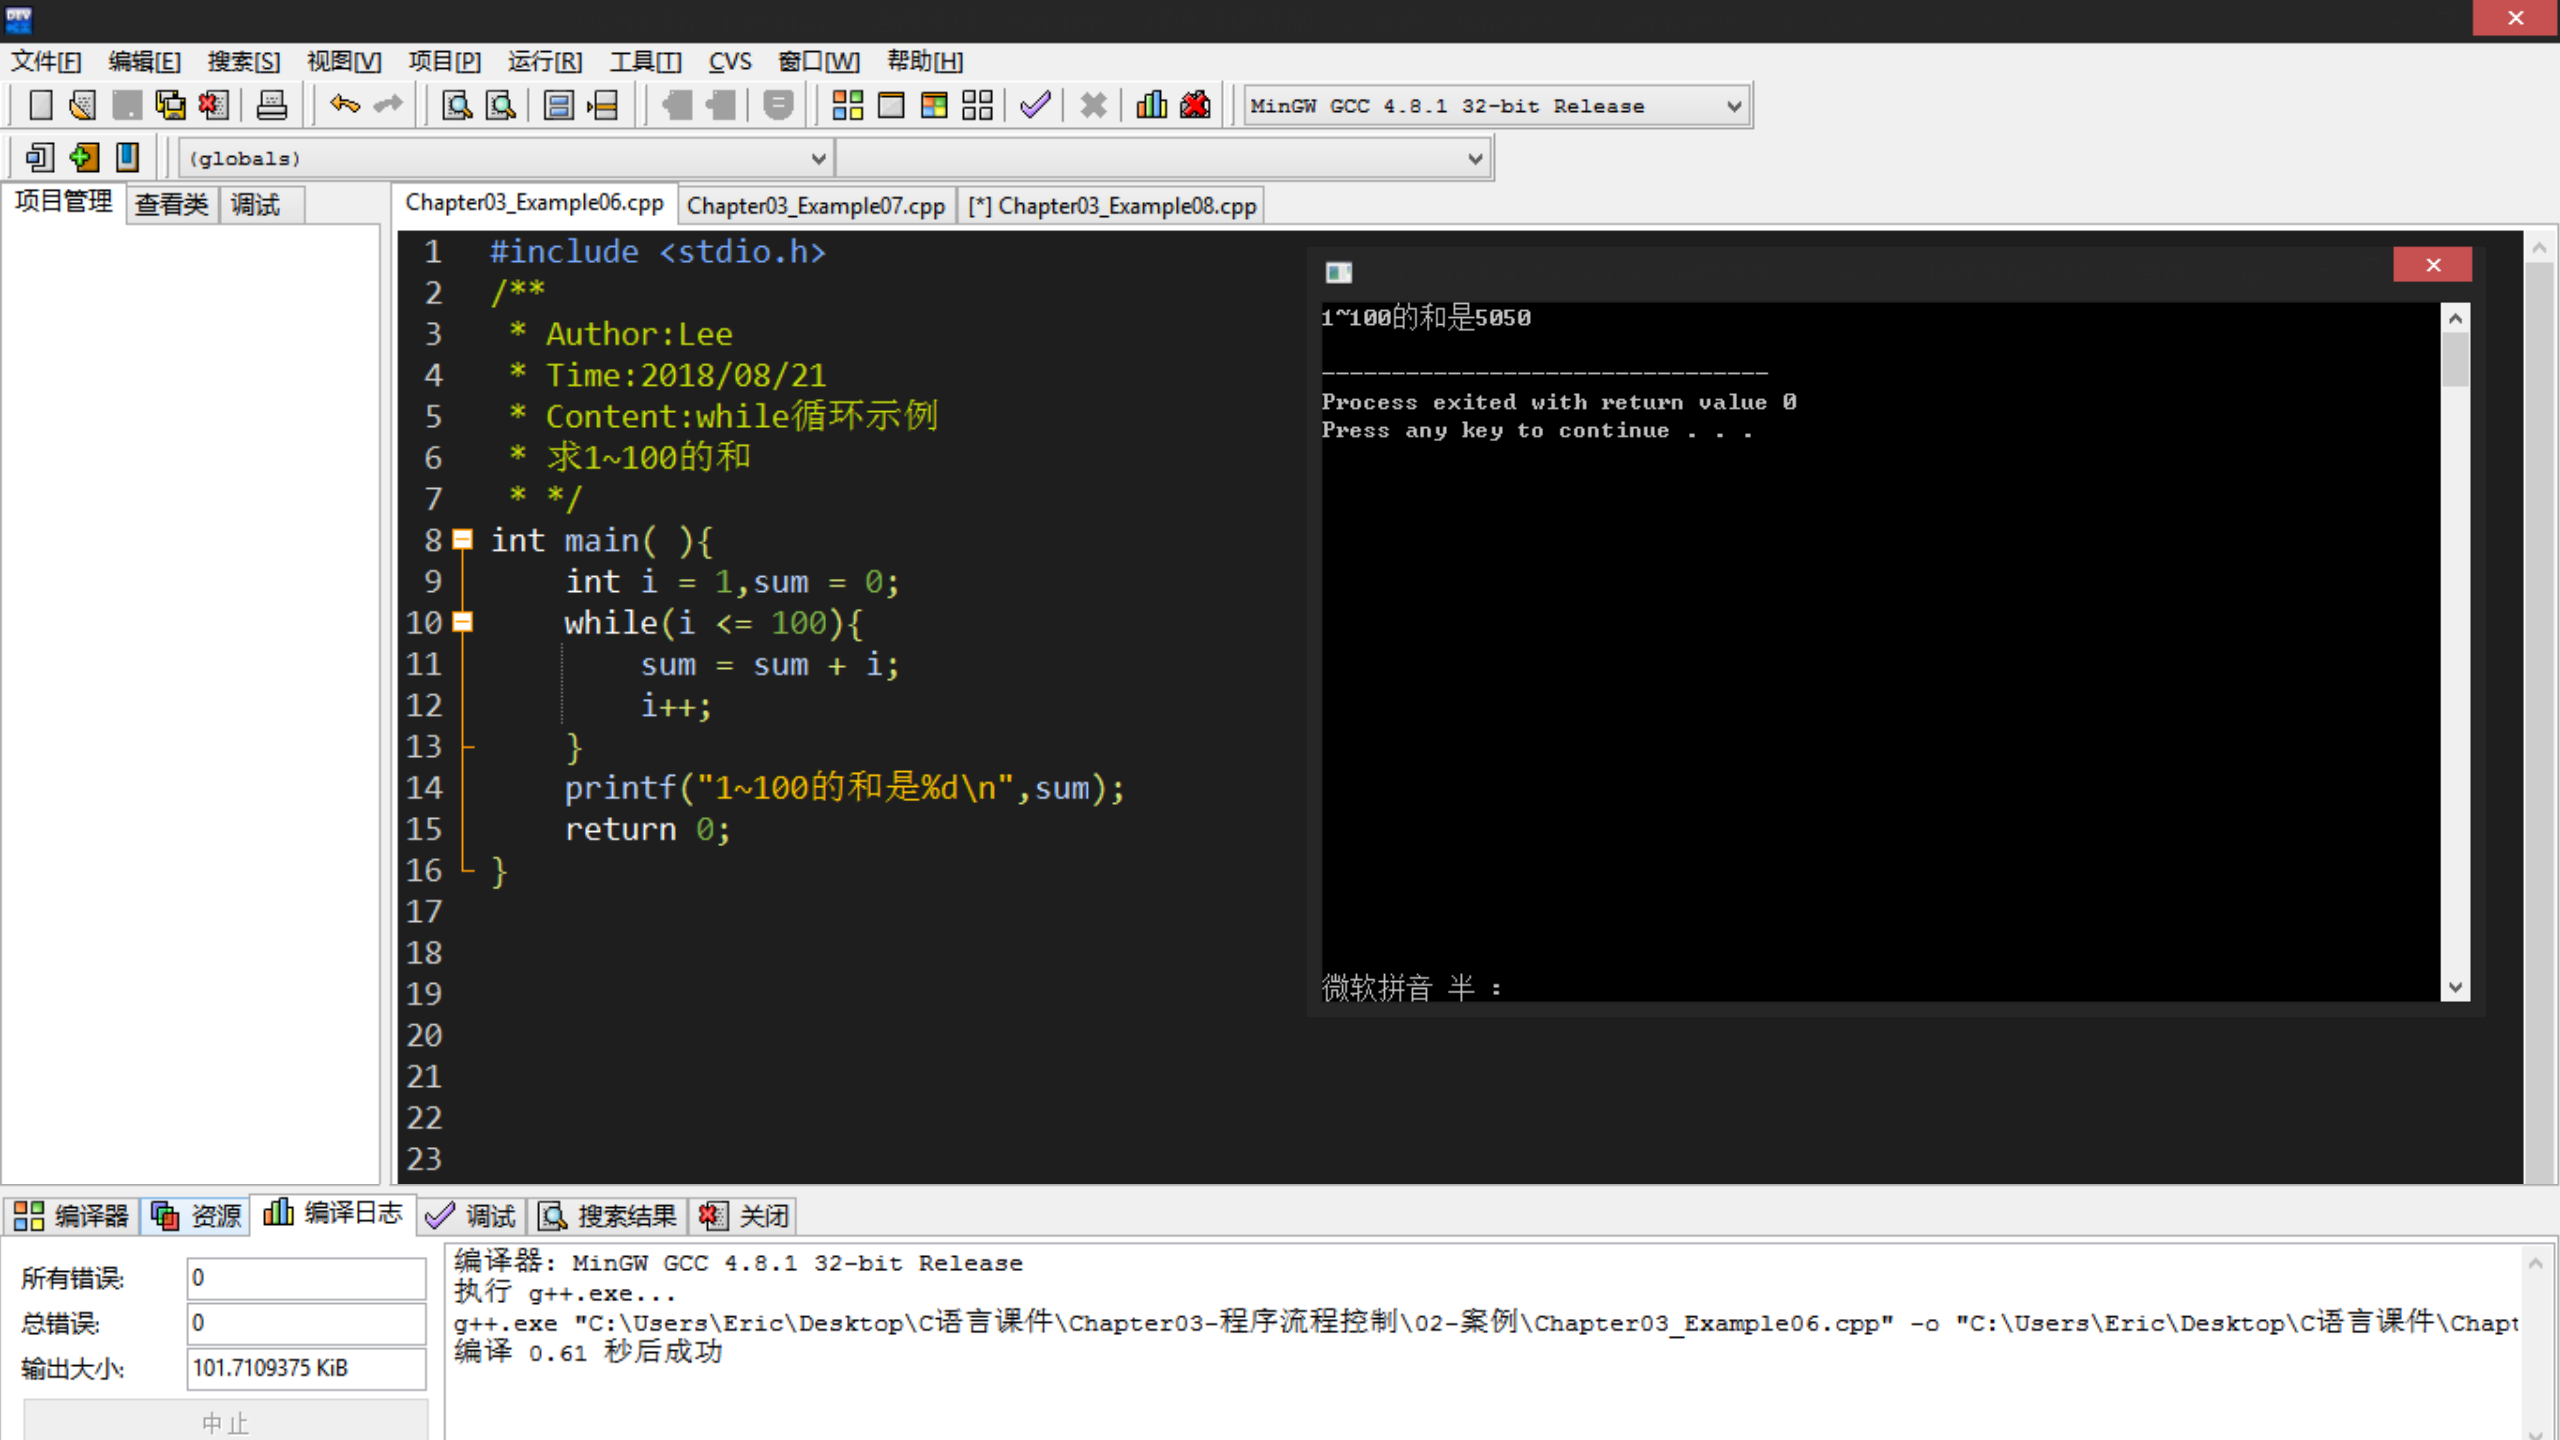 DEV
文件[F] 编辑[E] 搜索[S] 视图[V] 项目[P] 运行[R] 工具[T] CVS 窗口[W] 帮助[H]
MinGW GCC 4.8.1 32-bit Release
(globals)
项目管理 查看类 调试
Chapter03_Example06.cpp Chapter03_Example07.cpp [*] Chapter03_Example08.cpp
1 #include <stdio.h>
2 /**
3 * Author:Lee
4 * Time:2018/08/21
5 * Content:while循环示例
6 * 求1~100的和
7 * */
8 int main( ){
9 int i = 1,sum = 0;
10 while(i <= 100){
11 sum = sum + i;
12 i++;
13 }
14 printf("1~100的和是%d\n",sum);
15 return 0;
16 }
17
18
19
20
21
22
23
1~100的和是5050
--------------------------------
Process exited with return value 0
Press any key to continue . . .
微软拼音 半 :
编译器 资源 编译日志 调试 搜索结果 关闭
所有错误: 0
总错误: 0
输出大小: 101.7109375 KiB
中止
编译器: MinGW GCC 4.8.1 32-bit Release
执行 g++.exe...
g++.exe "C:\Users\Eric\Desktop\C语言课件\Chapter03-程序流程控制\02-案例\Chapter03_Example06.cpp" -o "C:\Users\Eric\Desktop\C语言课件\Chapt
编译 0.61 秒后成功